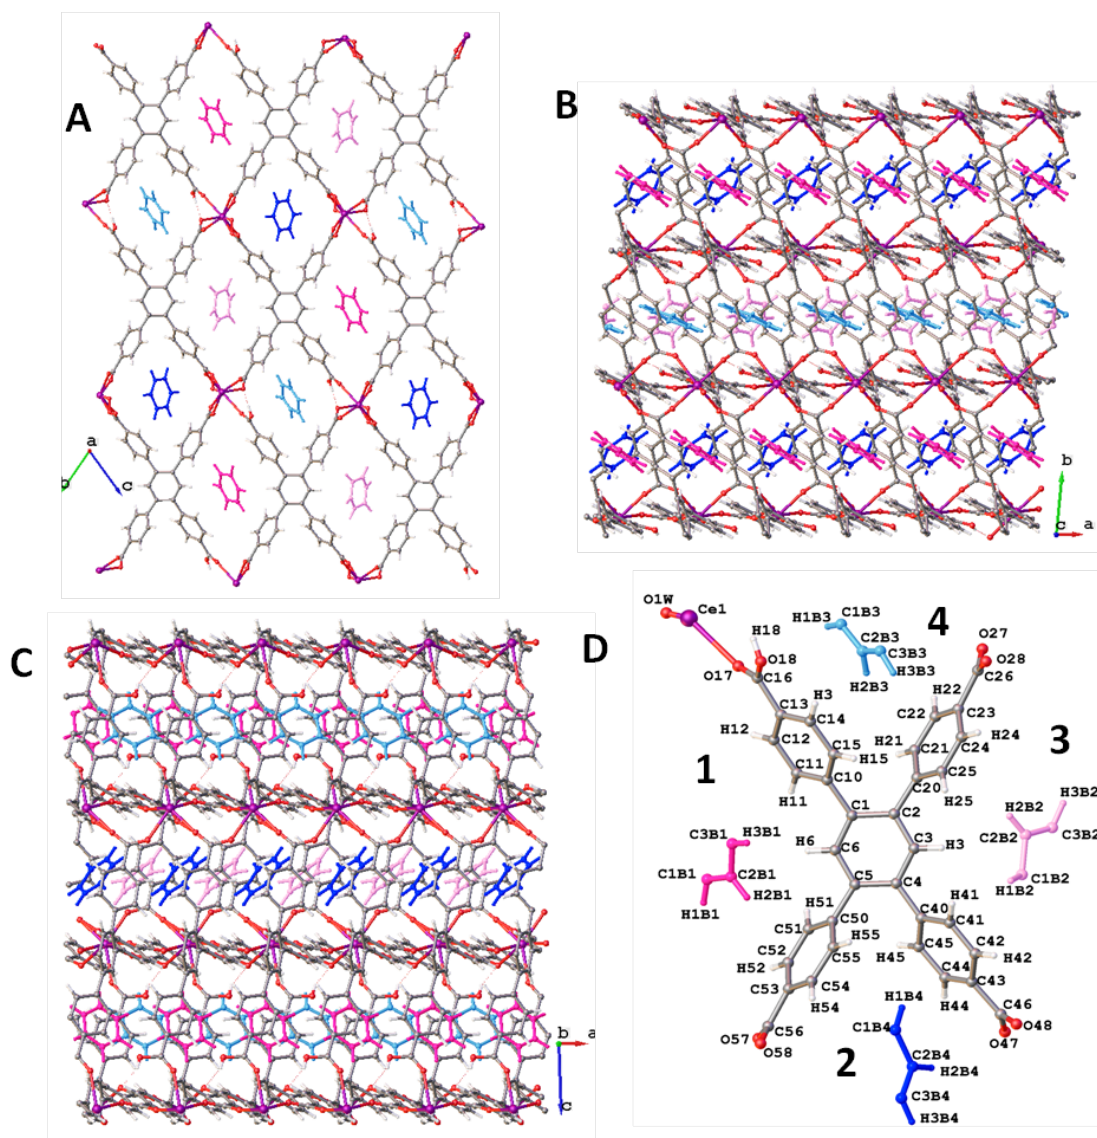 A
a
b
c
B
b
c
a
C
b
a
c
D
4
3
1
2
O1W
Ce1
H18
O18
O17
C16
H1B3
C1B3
C2B3
C3B3
H3B3
H2B3
O27
O28
C26
C13
H3
C14
H12
C12
C15
H15
C11
C10
H11
H22
C22
C23
C24
H24
H21
C21
C25
C20
H25
H3B2
H2B2
C2B2
C3B2
C1B2
H1B2
C1
C2
C3
H3
H6
C6
C5
C4
C3B1
H3B1
C1B1
C2B1
H2B1
H1B1
H51
C50
C51
H55
C52
C55
H52
C53
C54
H54
O57
C56
O58
H41
C40
C41
C45
C42
H45
H42
C44
C43
H44
C46
O48
O47
H1B4
C1B4
C2B4
H2B4
C3B4
H3B4